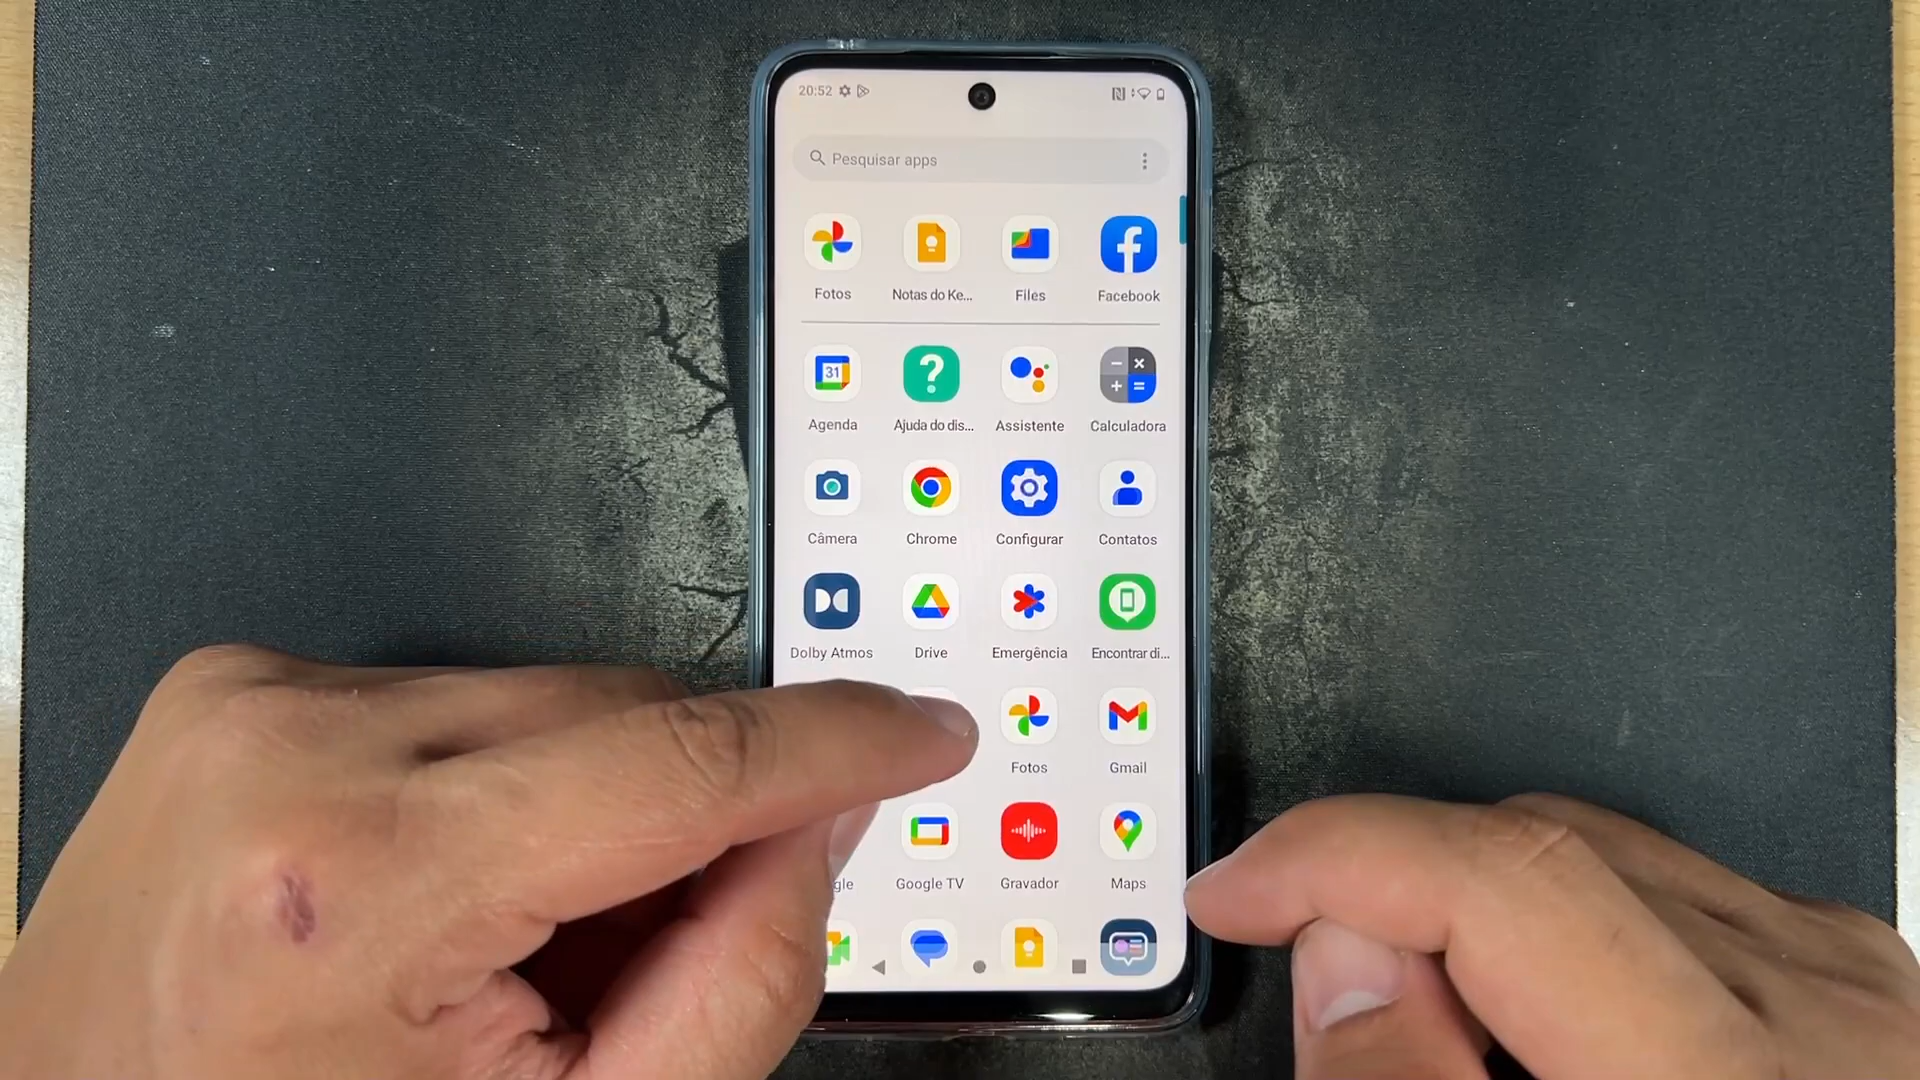 20:52
Pesquisar apps
Fotos Notas do Ke... Files Facebook
31
Agenda Ajuda do dis... Assistente Calculadora
Câmera Chrome Configurar Contatos
Dolby Atmos Drive Emergência Encontrar di...
Fotos Gmail
gle Google TV Gravador Maps